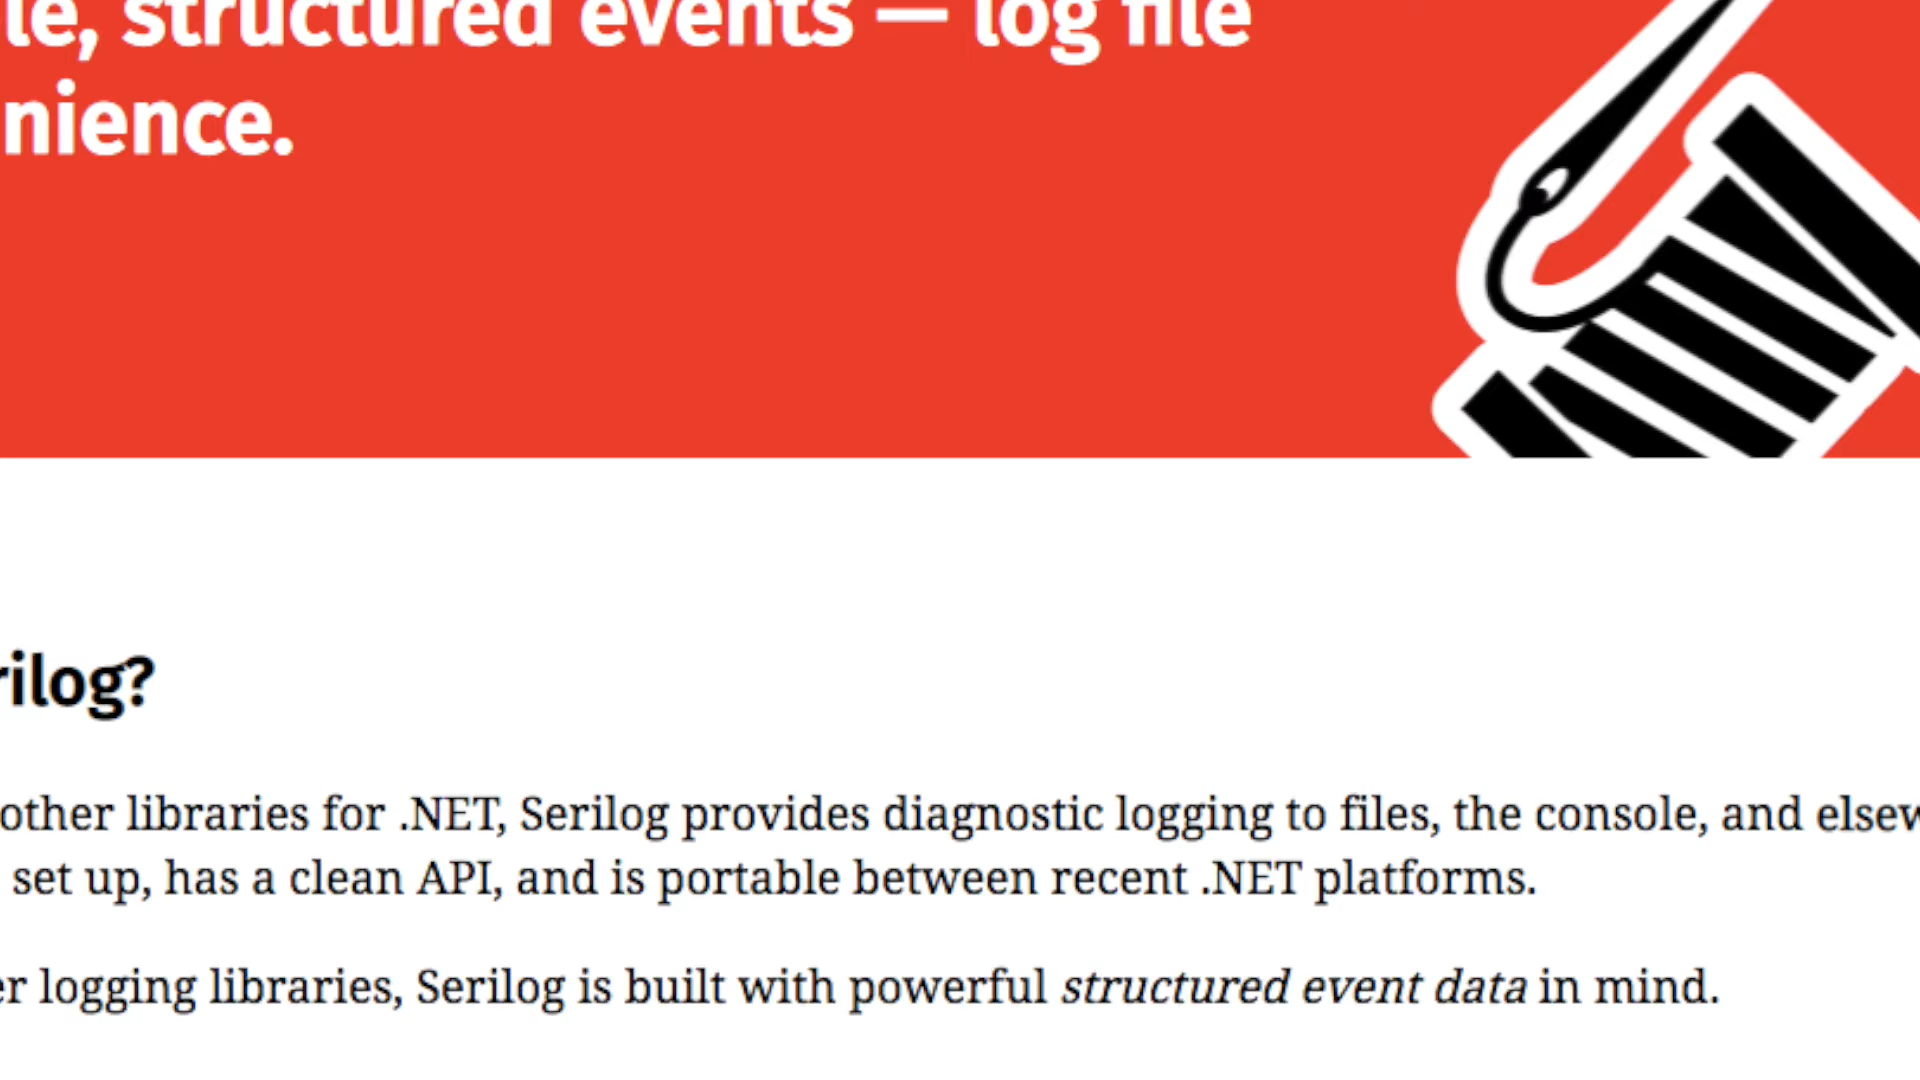 le, structured events — log file
nience.
rilog?
other libraries for .NET, Serilog provides diagnostic logging to files, the console, and elsew
set up, has a clean API, and is portable between recent .NET platforms.
er logging libraries, Serilog is built with powerful structured event data in mind.